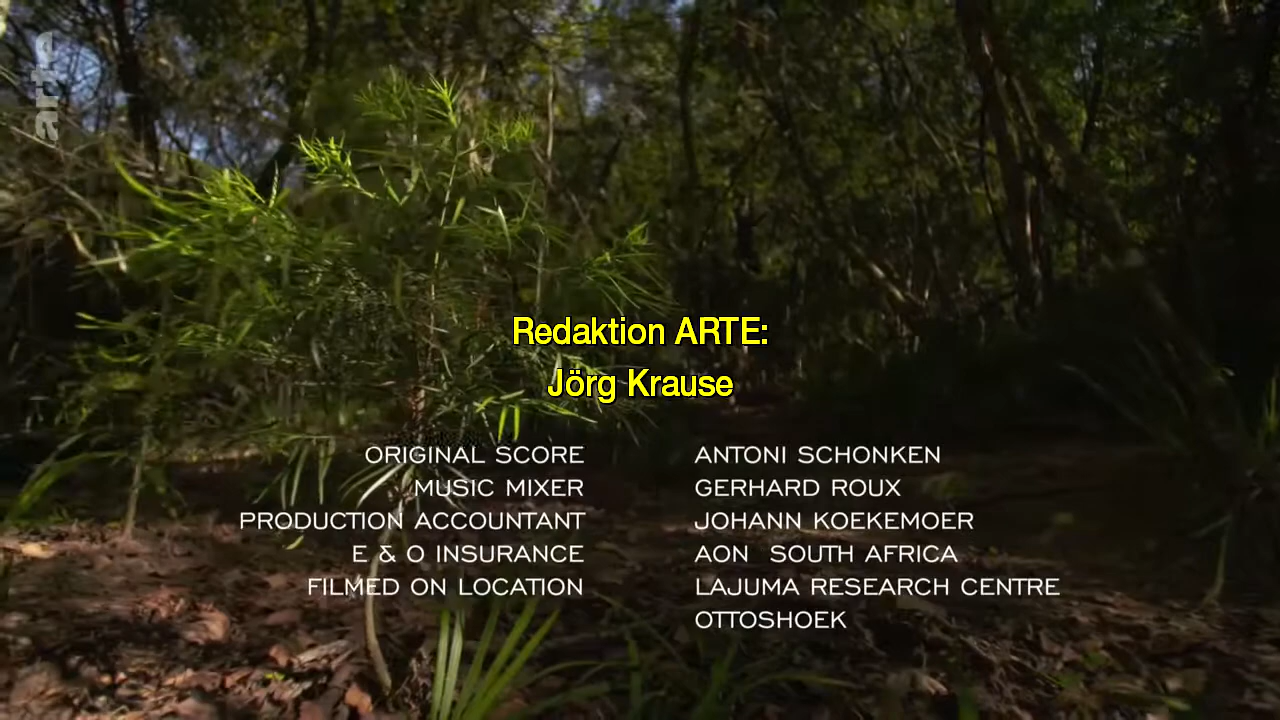 arte
Redaktion ARTE:
Jörg Krause
ORIGINAL SCORE ANTONI SCHONKEN
MUSIC MIXER GERHARD ROUX
PRODUCTION ACCOUNTANT JOHANN KOEKEMOER
E & O INSURANCE AON SOUTH AFRICA
FILMED ON LOCATION LAJUMA RESEARCH CENTRE
OTTOSHOEK